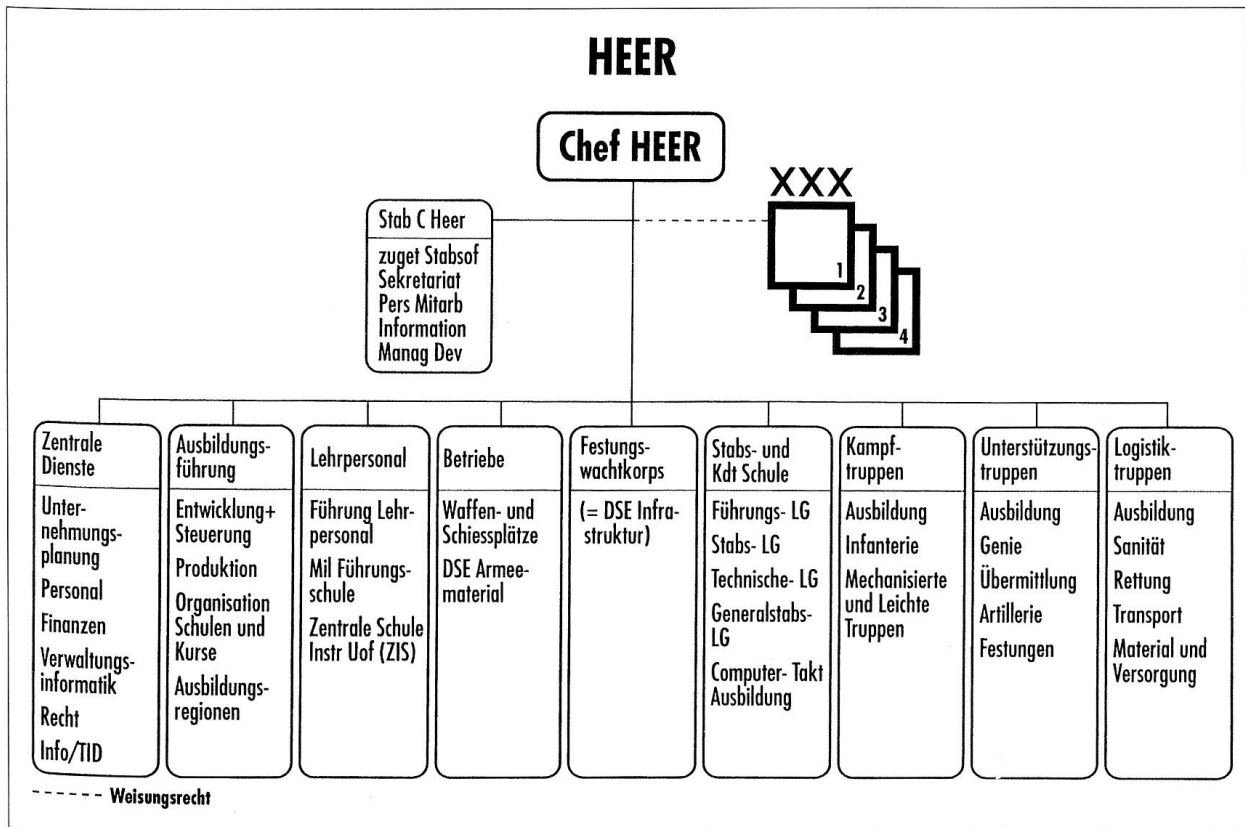 HEER
Chef HEER
XXX
1
2
3
4
Stab C Heer
zuget Stabsof
Sekretariat
Pers Mitarb
Information
Manag Dev
Zentrale
Dienste
Unter-
nehmungs-
planung
Personal
Finanzen
Verwaltungs-
informatik
Recht
Info/TID
Ausbildungs-
führung
Entwicklung+
Steuerung
Produktion
Organisation
Schulen und
Kurse
Ausbildungs-
regionen
Lehrpersonal
Führung Lehr-
personal
Mil Führungs-
schule
Zentrale Schule
Instr Uof (ZIS)
Betriebe
Waffen- und
Schiessplätze
DSE Armee-
material
Festungs-
wachtkorps
(= DSE Infra-
struktur)
Stabs- und
Kdt Schule
Führungs- LG
Stabs- LG
Technische- LG
Generalstabs-
LG
Computer- Takt
Ausbildung
Kampf-
truppen
Ausbildung
Infanterie
Mechanisierte
und Leichte
Truppen
Unterstützungs-
truppen
Ausbildung
Genie
Übermittlung
Artillerie
Festungen
Logistik-
truppen
Ausbildung
Sanität
Rettung
Transport
Material und
Versorgung
------- Weisungsrecht